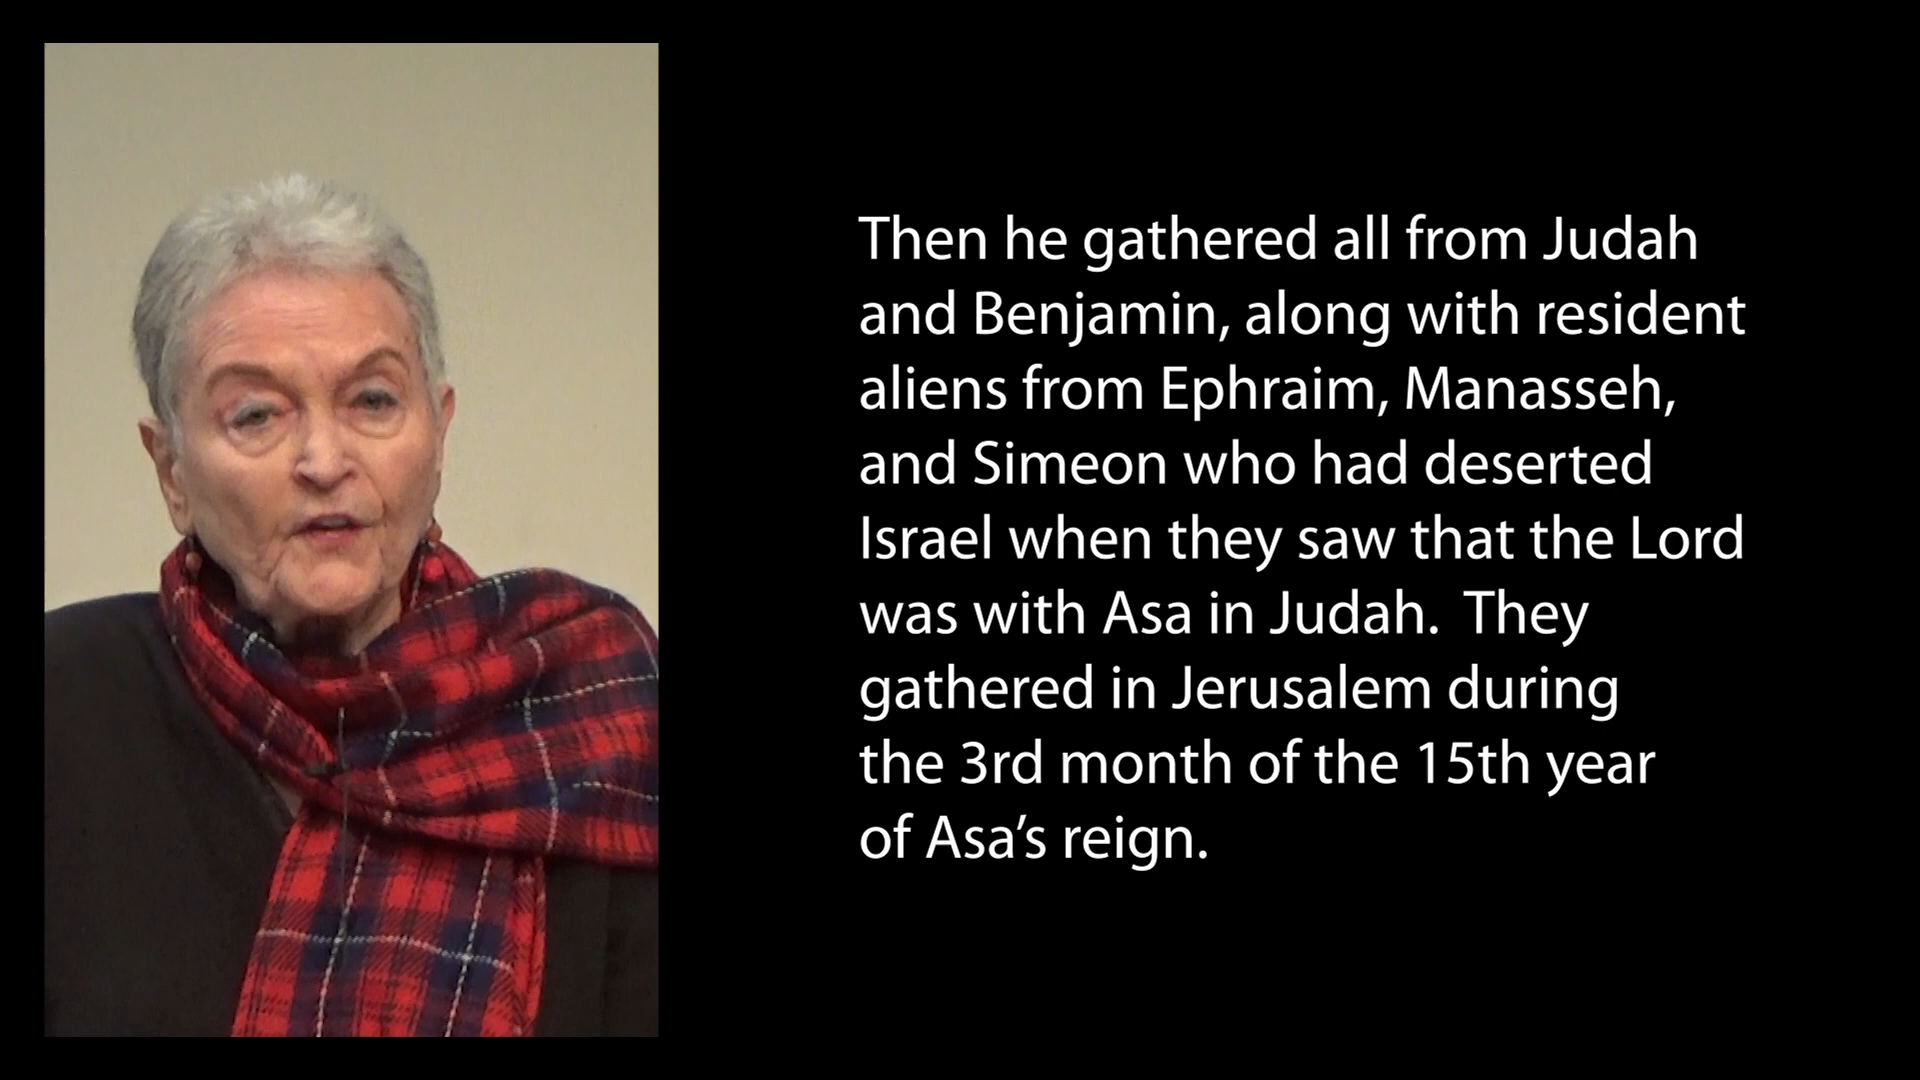 Then he gathered all from Judah
and Benjamin, along with resident
aliens from Ephraim, Manasseh,
and Simeon who had deserted
Israel when they saw that the Lord
was with Asa in Judah.  They
gathered in Jerusalem during
the 3rd month of the 15th year
of Asa’s reign.